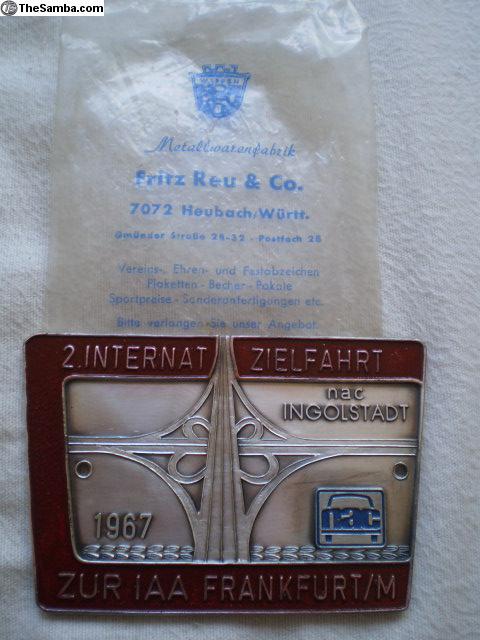 (c) TheSamba.com
WAPPEN
Metallwarenfabrik
Fritz Reu & Co.
7072 Heubach/Württ.
Gmünder Straße 28-32 - Postfach 28
Vereins-, Ehren- und Festabzeichen
Plaketten - Becher - Pokale
Sportpreise - Sonderanfertigungen etc.
Bitte verlangen Sie unser Angebot.
2.INTERNAT ZIELFAHRT
nac
INGOLSTADT
1967
nac
ZUR IAA FRANKFURT/M